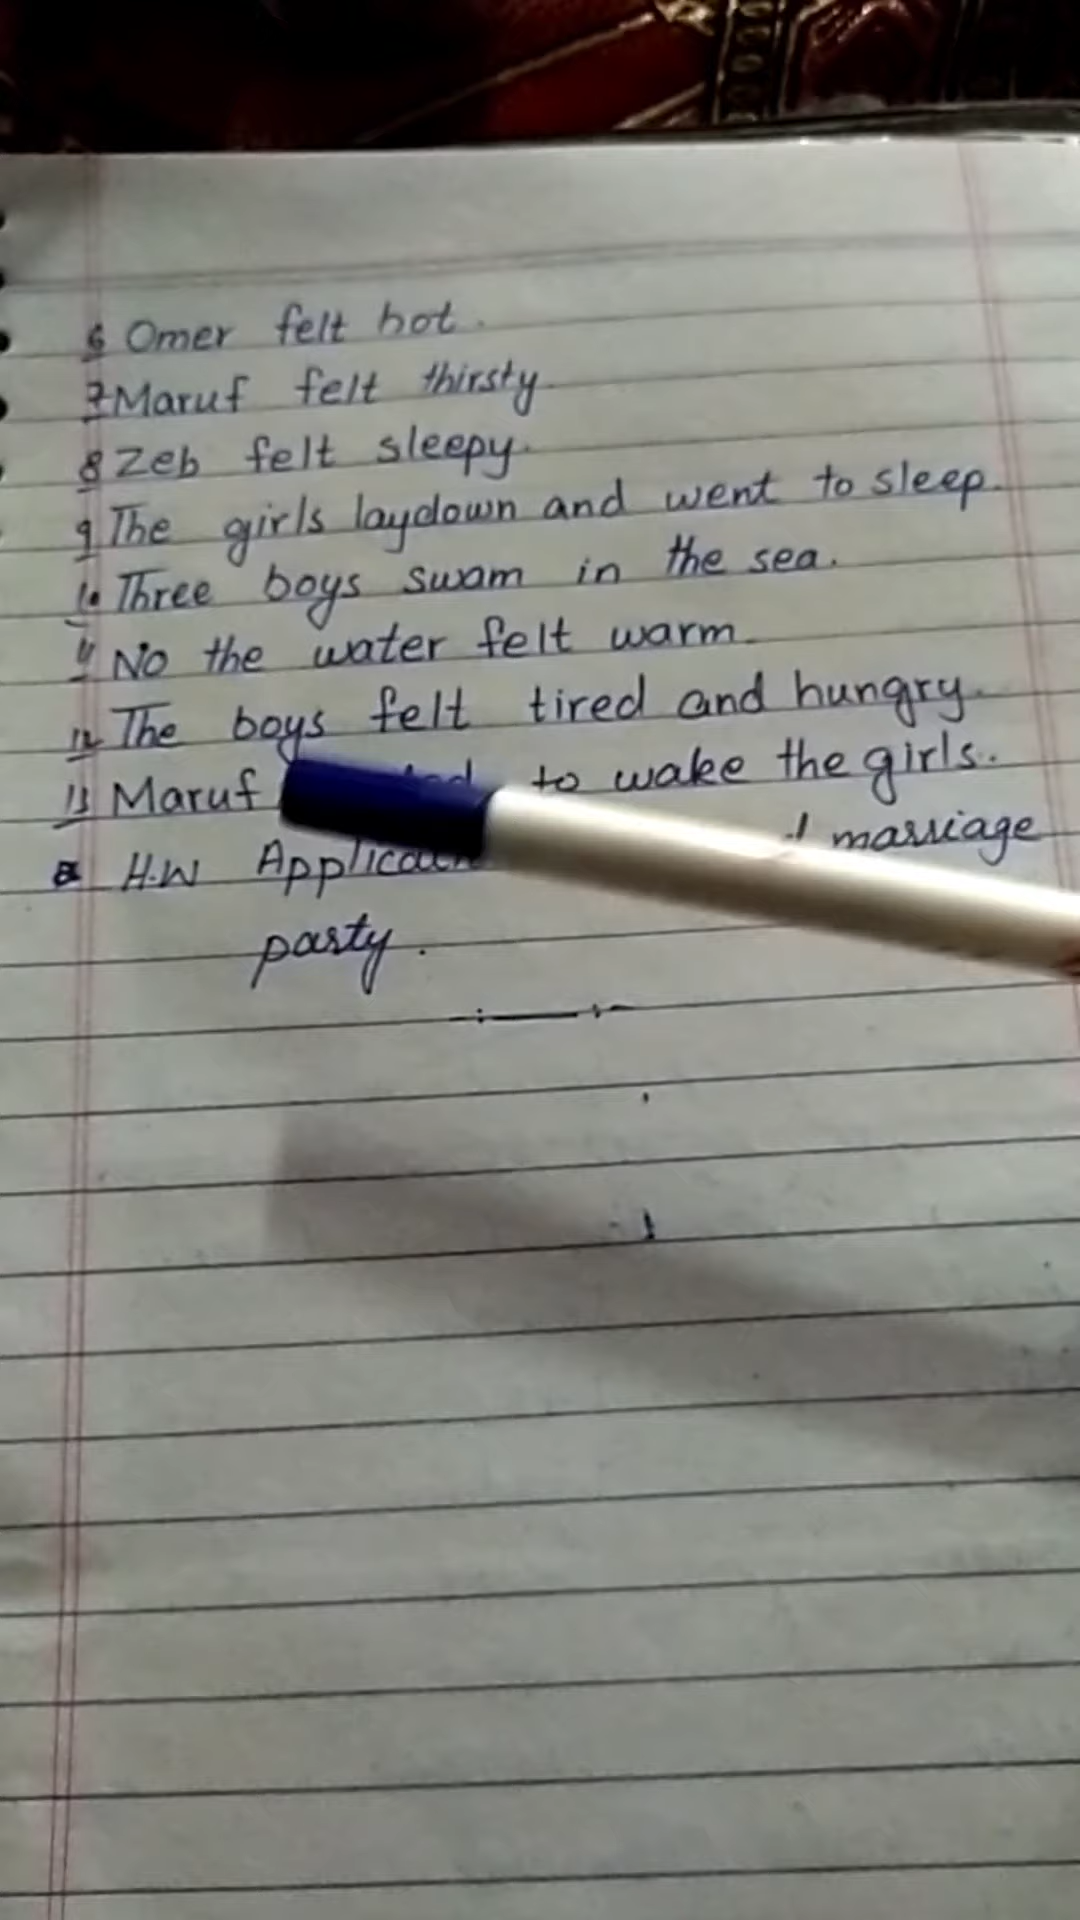 6 Omer felt hot.
7 Maruf felt thirsty
8 Zeb felt sleepy.
9 The girls laydown and went to sleep.
10 Three boys swam in the sea.
11 No the water felt warm.
12 The boys felt tired and hungry.
13 Maruf to wake the girls.
H.W marriage
party.